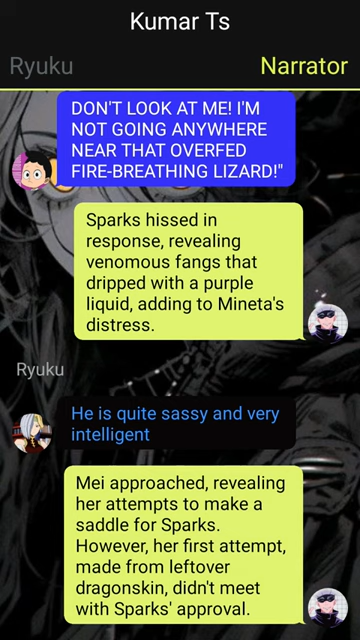 Kumar Ts
Ryuku
Narrator
DON'T LOOK AT ME! I'M
NOT GOING ANYWHERE
NEAR THAT OVERFED
FIRE-BREATHING LIZARD!"
Sparks hissed in
response, revealing
venomous fangs that
dripped with a purple
liquid, adding to Mineta's
distress.
Ryuku
He is quite sassy and very
intelligent
Mei approached, revealing
her attempts to make a
saddle for Sparks.
However, her first attempt,
made from leftover
dragonskin, didn't meet
with Sparks' approval.